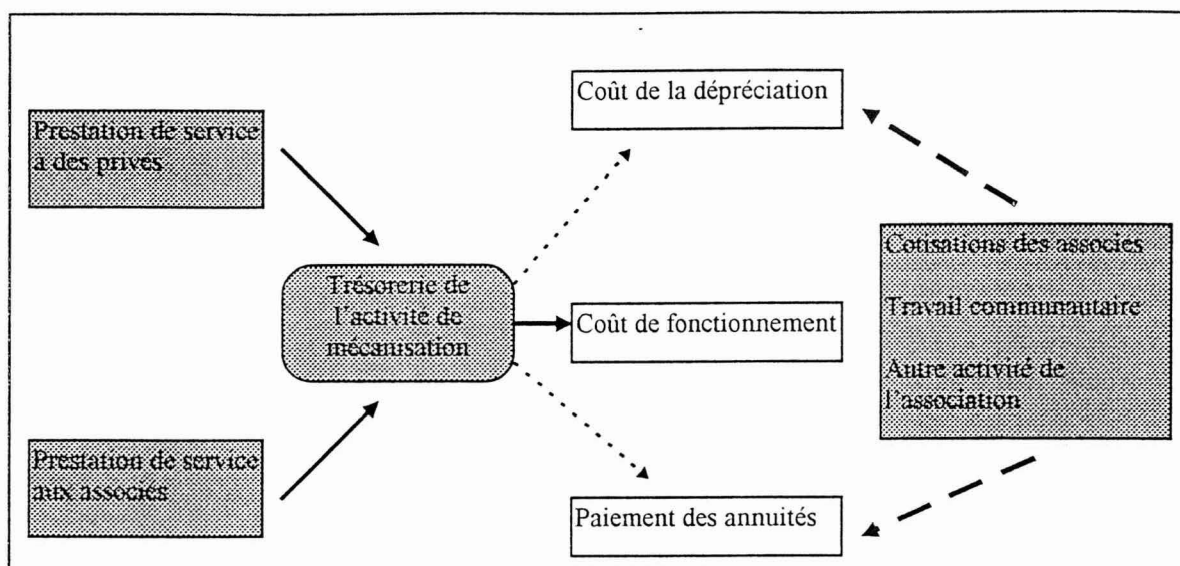 Coût de la dépréciation
Prestation de service
a des privés
Cotisations des associes
Travail communautaire
Autre activité de
l'association
Trésorerie de
l'activité de
mécanisation
Coût de fonctionnement
Prestation de service
aux associés
Paiement des annuités